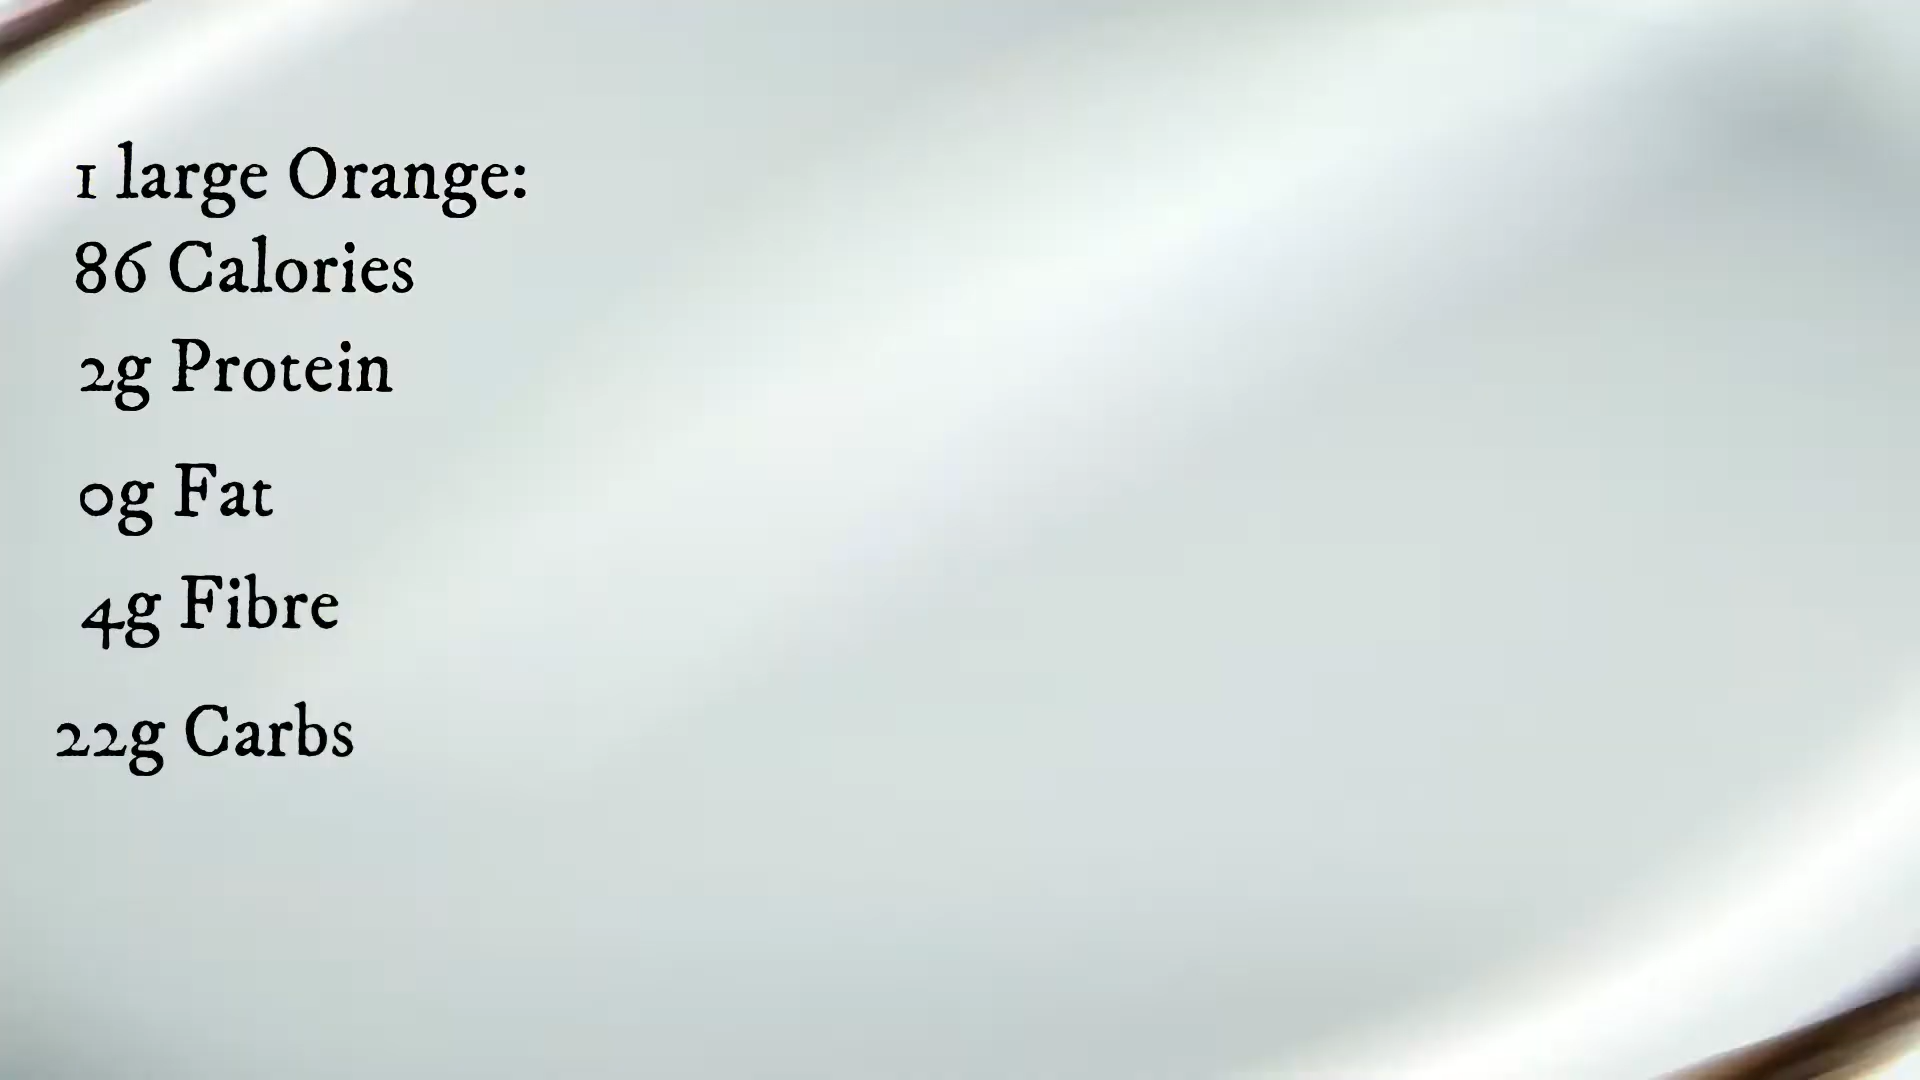 1 large Orange:
86 Calories
2g Protein
0g Fat
4g Fibre
22g Carbs